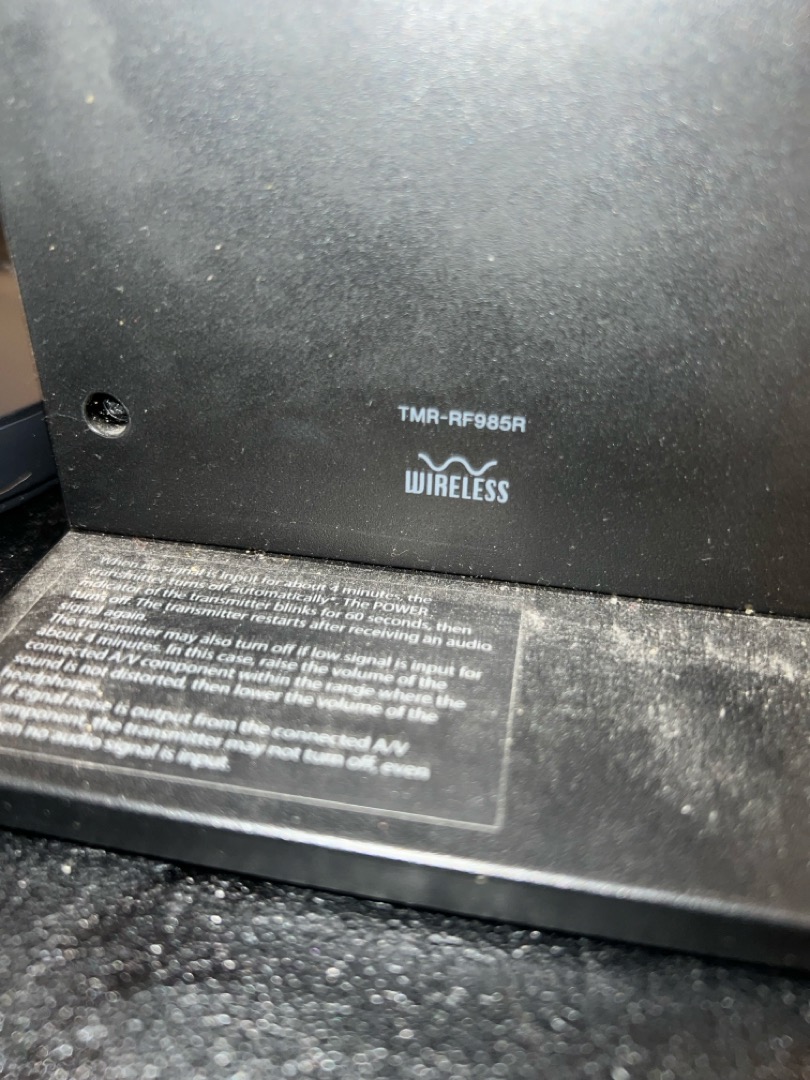 TMR-RF985R
WIRELESS
When no signal is input for about 4 minutes, the
transmitter turns off automatically*. The POWER
indicator of the transmitter blinks for 60 seconds, then
turns off. The transmitter restarts after receiving an audio
signal again.
The transmitter may also turn off if low signal is input for
about 4 minutes. In this case, raise the volume of the
connected A/V component within the range where the
sound is not distorted, then lower the volume of the
headphones.
If signal noise is output from the connected A/V
component, the transmitter may not turn off, even
no audio signal is input.